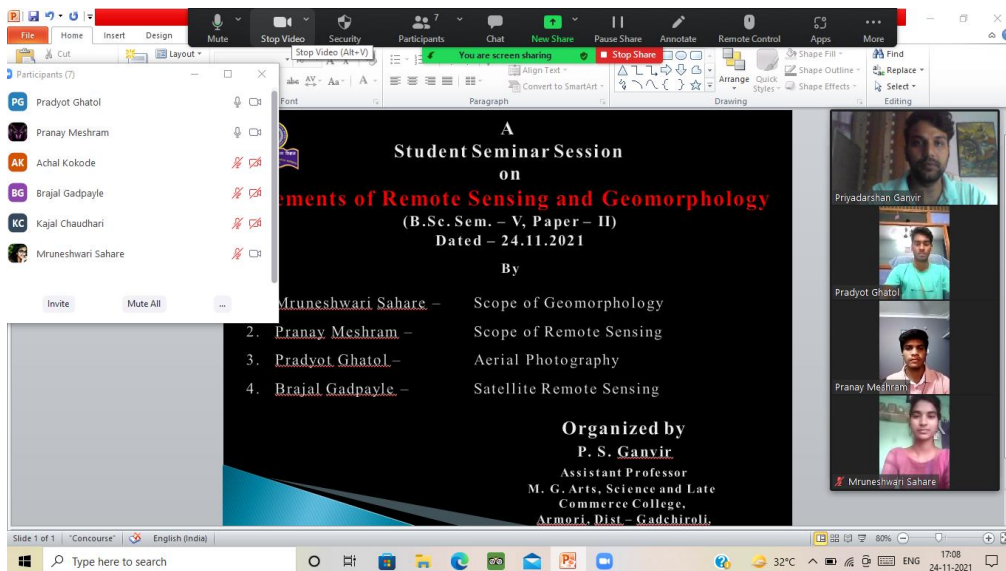 Mute
Stop Video
Security
Participants
7
Chat
New Share
Pause Share
Annotate
Remote Control
Apps
More
File
Home
Insert
Design
Stop Video (Alt+V)
You are screen sharing
Stop Share
Cut
Layout
Align Text
Convert to SmartArt
Arrange
Quick
Styles
Shape Fill
Shape Outline
Shape Effects
Find
Replace
Select
Font
Paragraph
Drawing
Editing
Participants (7)
PG Pradyot Ghatol
Pranay Meshram
AK Achal Kokode
BG Brajal Gadpayle
KC Kajal Chaudhari
Mruneshwari Sahare
Invite
Mute All
...
A
Student Seminar Session
on
ements of Remote Sensing and Geomorphology
(B.Sc. Sem. – V, Paper – II)
Dated – 24.11.2021
By
Mruneshwari Sahare – Scope of Geomorphology
2. Pranay Meshram – Scope of Remote Sensing
3. Pradyot Ghatol – Aerial Photography
4. Brajal Gadpayle – Satellite Remote Sensing
Organized by
P. S. Ganvir
Assistant Professor
M. G. Arts, Science and Late
Commerce College,
Armori, Dist – Gadchiroli.
Priyadarshan Ganvir
Pradyot Ghatol
Pranay Meshram
Mruneshwari Sahare
Slide 1 of 1
"Concourse"
English (India)
80%
Type here to search
32°C
ENG
17:08
24-11-2021